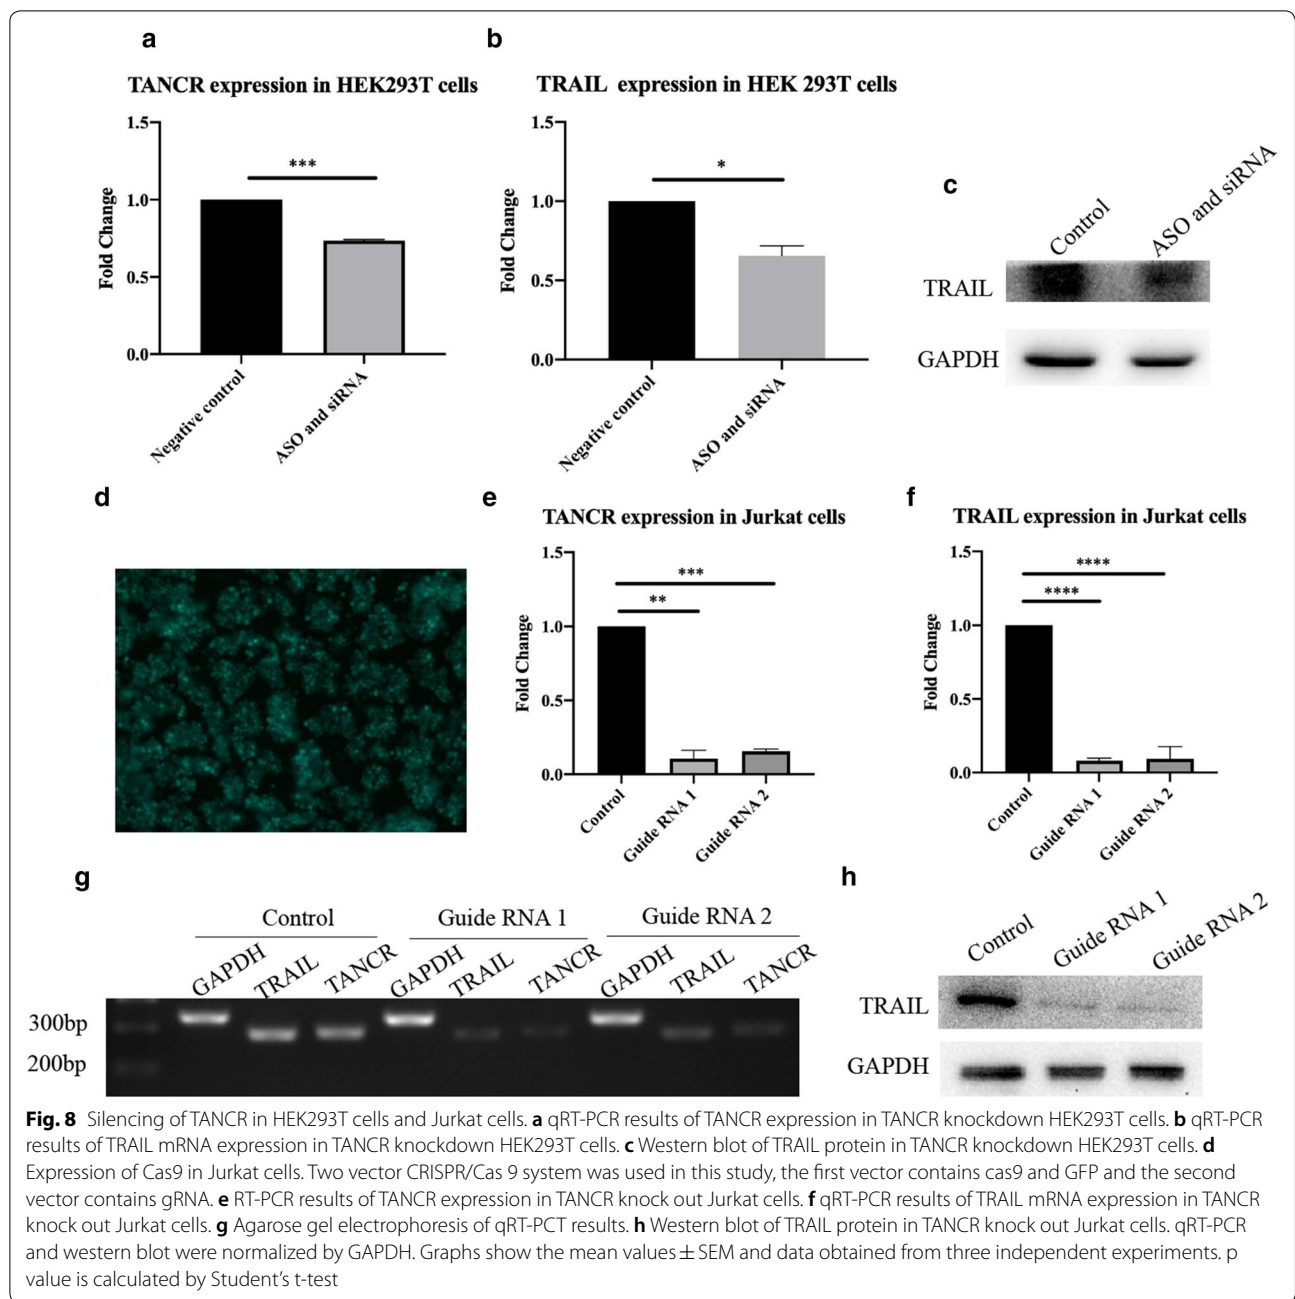 a
TANCR expression in HEK293T cells
1.5
1.0
0.5
0.0
Fold Change
***
Negative control
ASO and siRNA
b
TRAIL expression in HEK 293T cells
1.5
1.0
0.5
0.0
Fold Change
*
Negative control
ASO and siRNA
c
Control
ASO and siRNA
TRAIL
GAPDH
d
e
TANCR expression in Jurkat cells
1.5
1.0
0.5
0.0
Fold Change
***
**
Control
Guide RNA 1
Guide RNA 2
f
TRAIL expression in Jurkat cells
1.5
1.0
0.5
0.0
Fold Change
****
****
Control
Guide RNA 1
Guide RNA 2
g
Control
Guide RNA 1
Guide RNA 2
GAPDH
TRAIL
TANCR
GAPDH
TRAIL
TANCR
GAPDH
TRAIL
TANCR
300bp
200bp
h
Control
Guide RNA 1
Guide RNA 2
TRAIL
GAPDH
Fig. 8 Silencing of TANCR in HEK293T cells and Jurkat cells. a qRT-PCR results of TANCR expression in TANCR knockdown HEK293T cells. b qRT-PCR
results of TRAIL mRNA expression in TANCR knockdown HEK293T cells. c Western blot of TRAIL protein in TANCR knockdown HEK293T cells. d
Expression of Cas9 in Jurkat cells. Two vector CRISPR/Cas 9 system was used in this study, the first vector contains cas9 and GFP and the second
vector contains gRNA. e RT-PCR results of TANCR expression in TANCR knock out Jurkat cells. f qRT-PCR results of TRAIL mRNA expression in TANCR
knock out Jurkat cells. g Agarose gel electrophoresis of qRT-PCT results. h Western blot of TRAIL protein in TANCR knock out Jurkat cells. qRT-PCR
and western blot were normalized by GAPDH. Graphs show the mean values ± SEM and data obtained from three independent experiments. p
value is calculated by Student's t-test